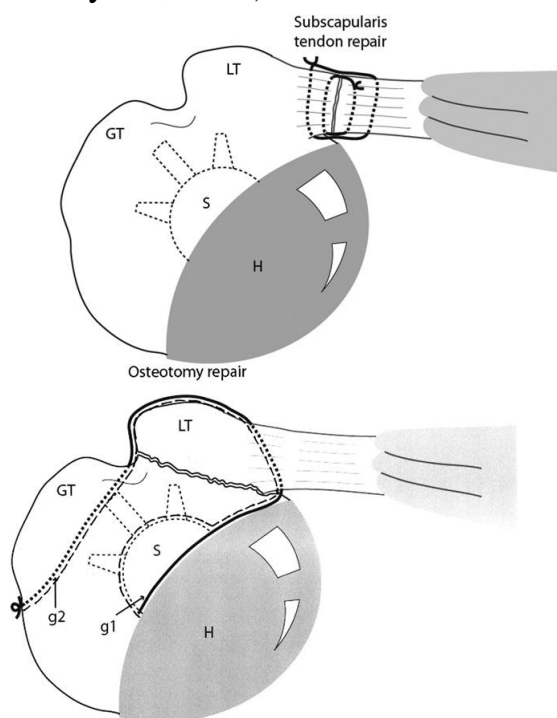 Subscapularis
tendon repair
LT
GT
S
H
Osteotomy repair
LT
GT
S
g2
g1
H